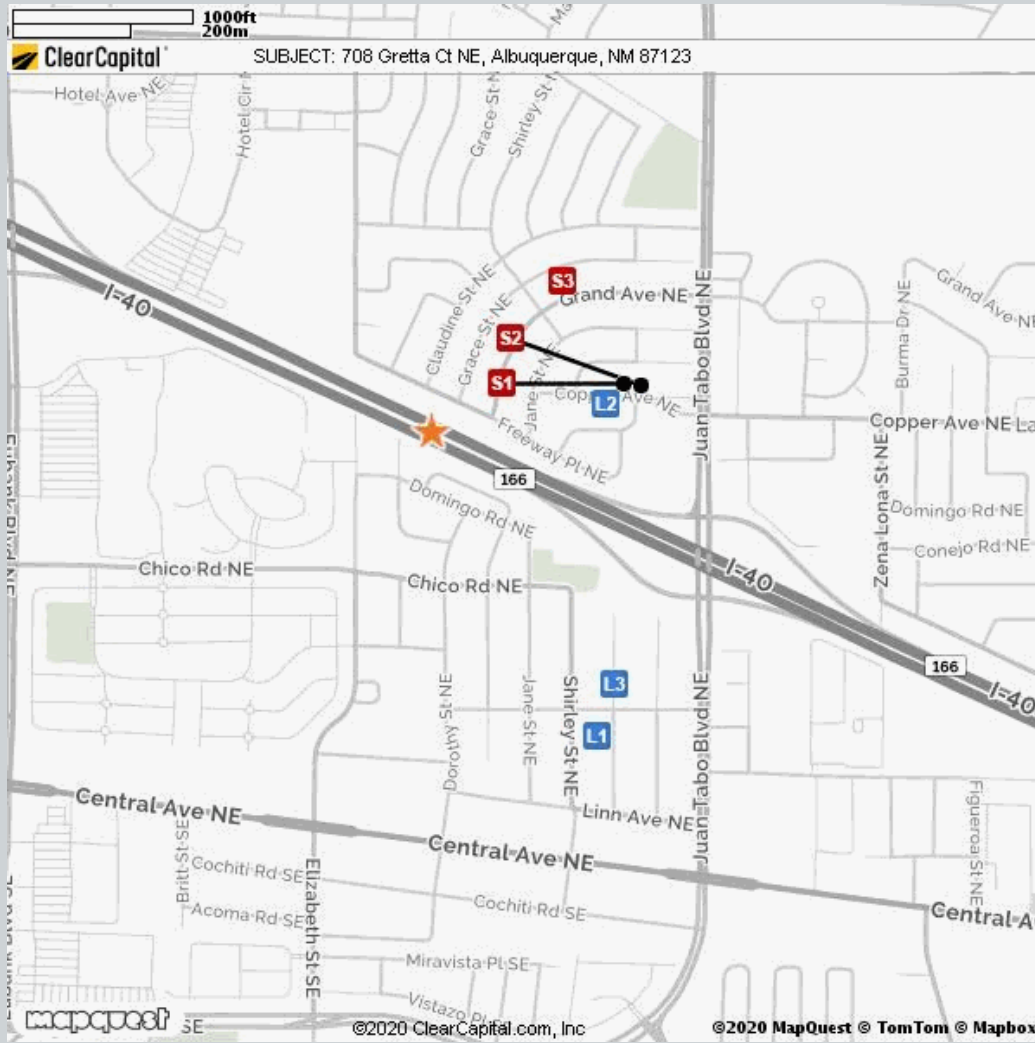 1000ft
200m
ClearCapital
SUBJECT: 708 Gretta Ct NE, Albuquerque, NM 87123
Hotel Ave NE
Hotel Cir
Grace St N
Shirley St
I-40
Claudine St NE
Grace St NE
S3
Grand Ave NE
S2
S1
Jane St NE
L2
Ave NE
Juan Tabo Blvd NE
Burma Dr NE
Grand Ave NE
Copper Ave NE
Freeway Pl NE
166
Domingo Rd NE
Zena Lona St NE
Domingo Rd NE
Conejo Rd NE
Chico Rd NE
Chico Rd NE
I-40
166
I-40
L3
L1
Dorothy St NE
Jane St NE
Shirley St NE
Juan Tabo Blvd NE
Linn Ave NE
Central Ave NE
Central Ave NE
Figueroa St NE
Britt St SE
Cochiti Rd SE
Acoma Rd SE
Elizabeth St SE
Cochiti Rd SE
Central A
Miravista Pl SE
Vistazo Pl
mapquest
SE
©2020 ClearCapital.com, Inc
©2020 MapQuest © TomTom © Mapbox